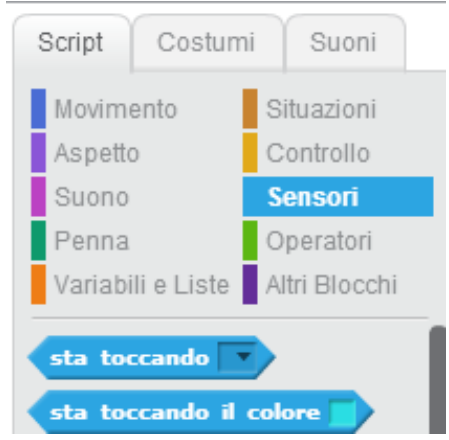 Script Costumi Suoni
Movimento Situazioni
Aspetto Controllo
Suono Sensori
Penna Operatori
Variabili e Liste Altri Blocchi
sta toccando
sta toccando il colore